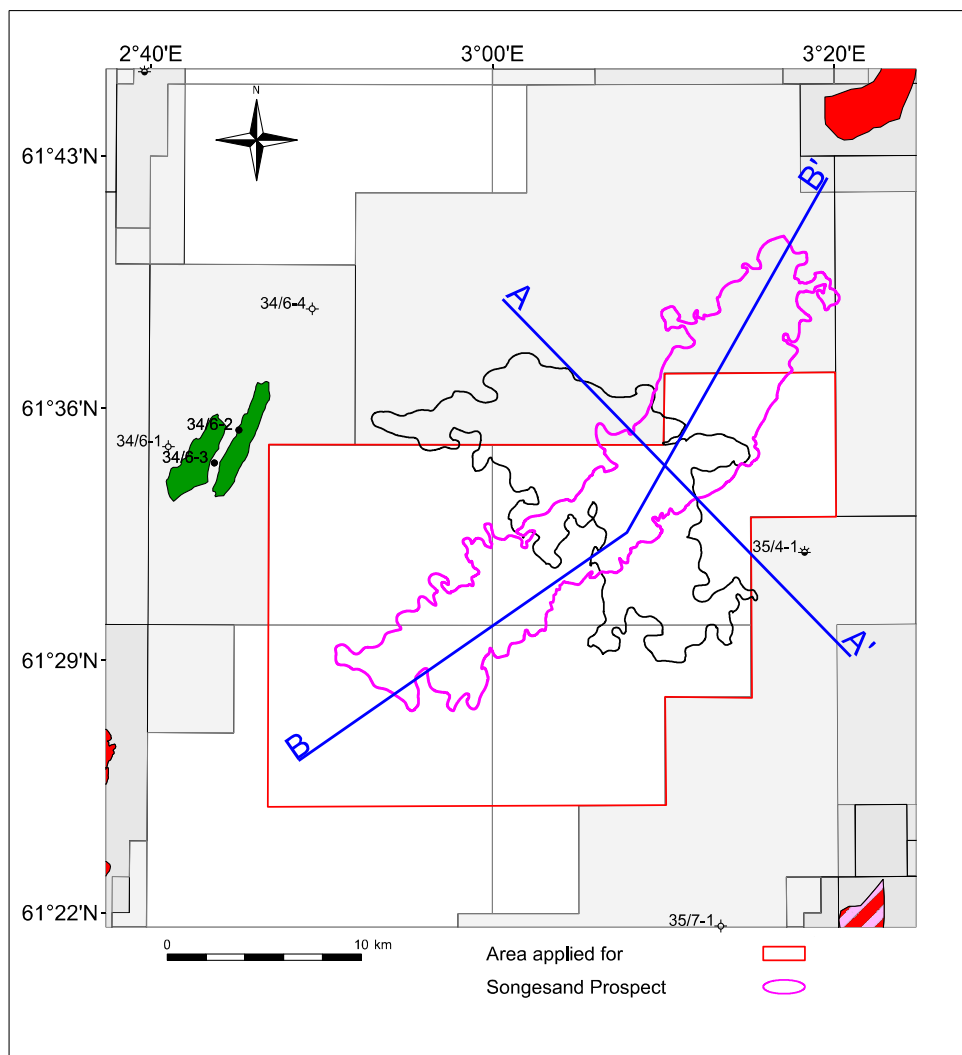 2°40'E 3°00'E 3°20'E
N
61°43'N
B'
A
34/6-4
61°36'N
34/6-2
34/6-1
34/6-3
35/4-1
61°29'N
A'
B
61°22'N
35/7-1
0 10 km
Area applied for
Songesand Prospect